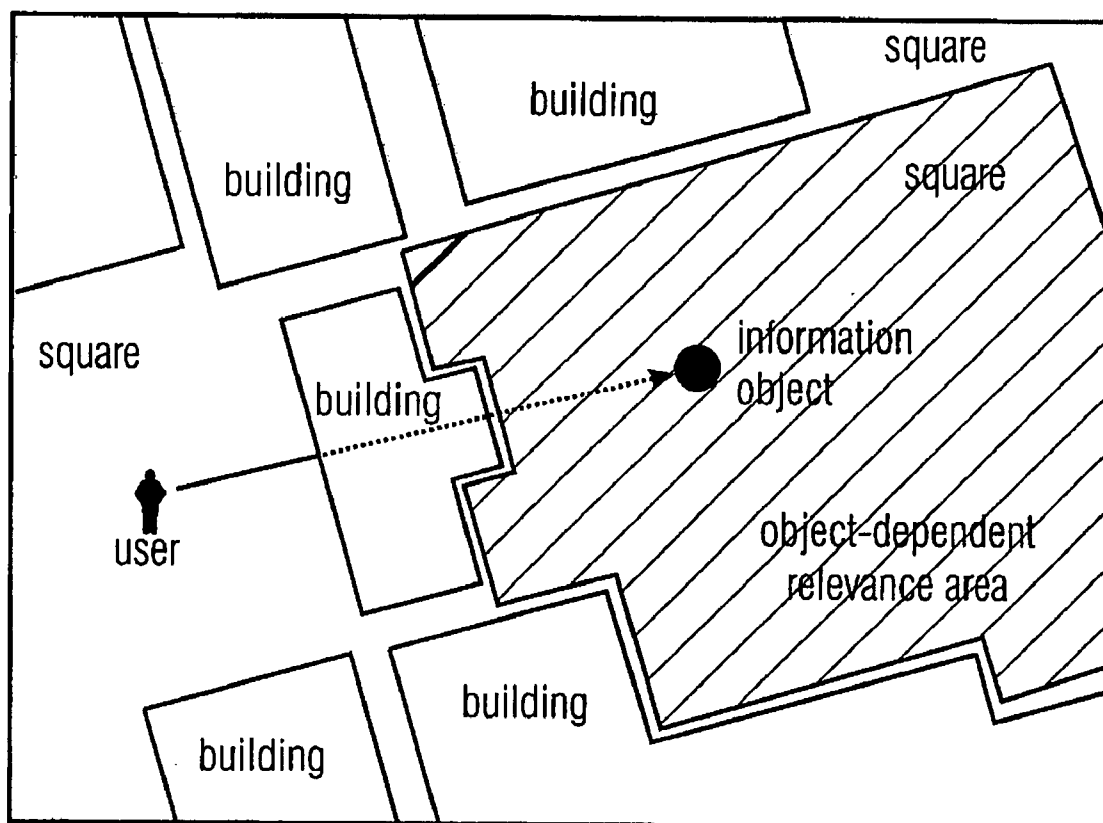 square
building
building
square
square
information
object
building
user
object-dependent
relevance area
building
building